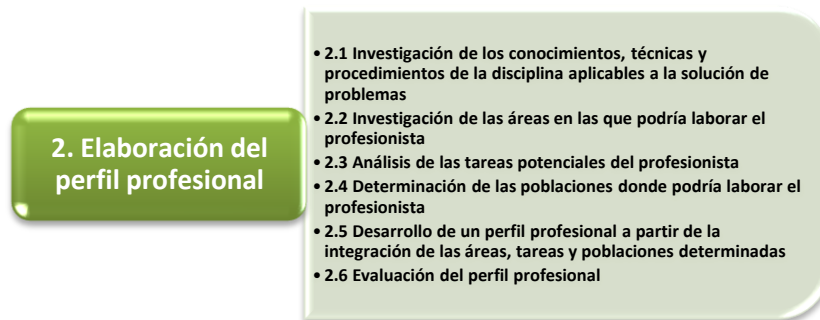 2. Elaboración del
perfil profesional
• 2.1 Investigación de los conocimientos, técnicas y
procedimientos de la disciplina aplicables a la solución de
problemas
• 2.2 Investigación de las áreas en las que podría laborar el
profesionista
• 2.3 Análisis de las tareas potenciales del profesionista
• 2.4 Determinación de las poblaciones donde podría laborar el
profesionista
• 2.5 Desarrollo de un perfil profesional a partir de la
integración de las áreas, tareas y poblaciones determinadas
• 2.6 Evaluación del perfil profesional